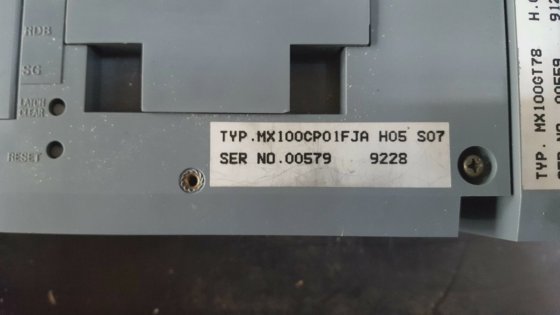 RDB
SG
LATCH
CLEAR
RESET
TYP.MX100CP01FJA H05 S07
SER NO.00579 9228
TYP. MX100GT78 H.